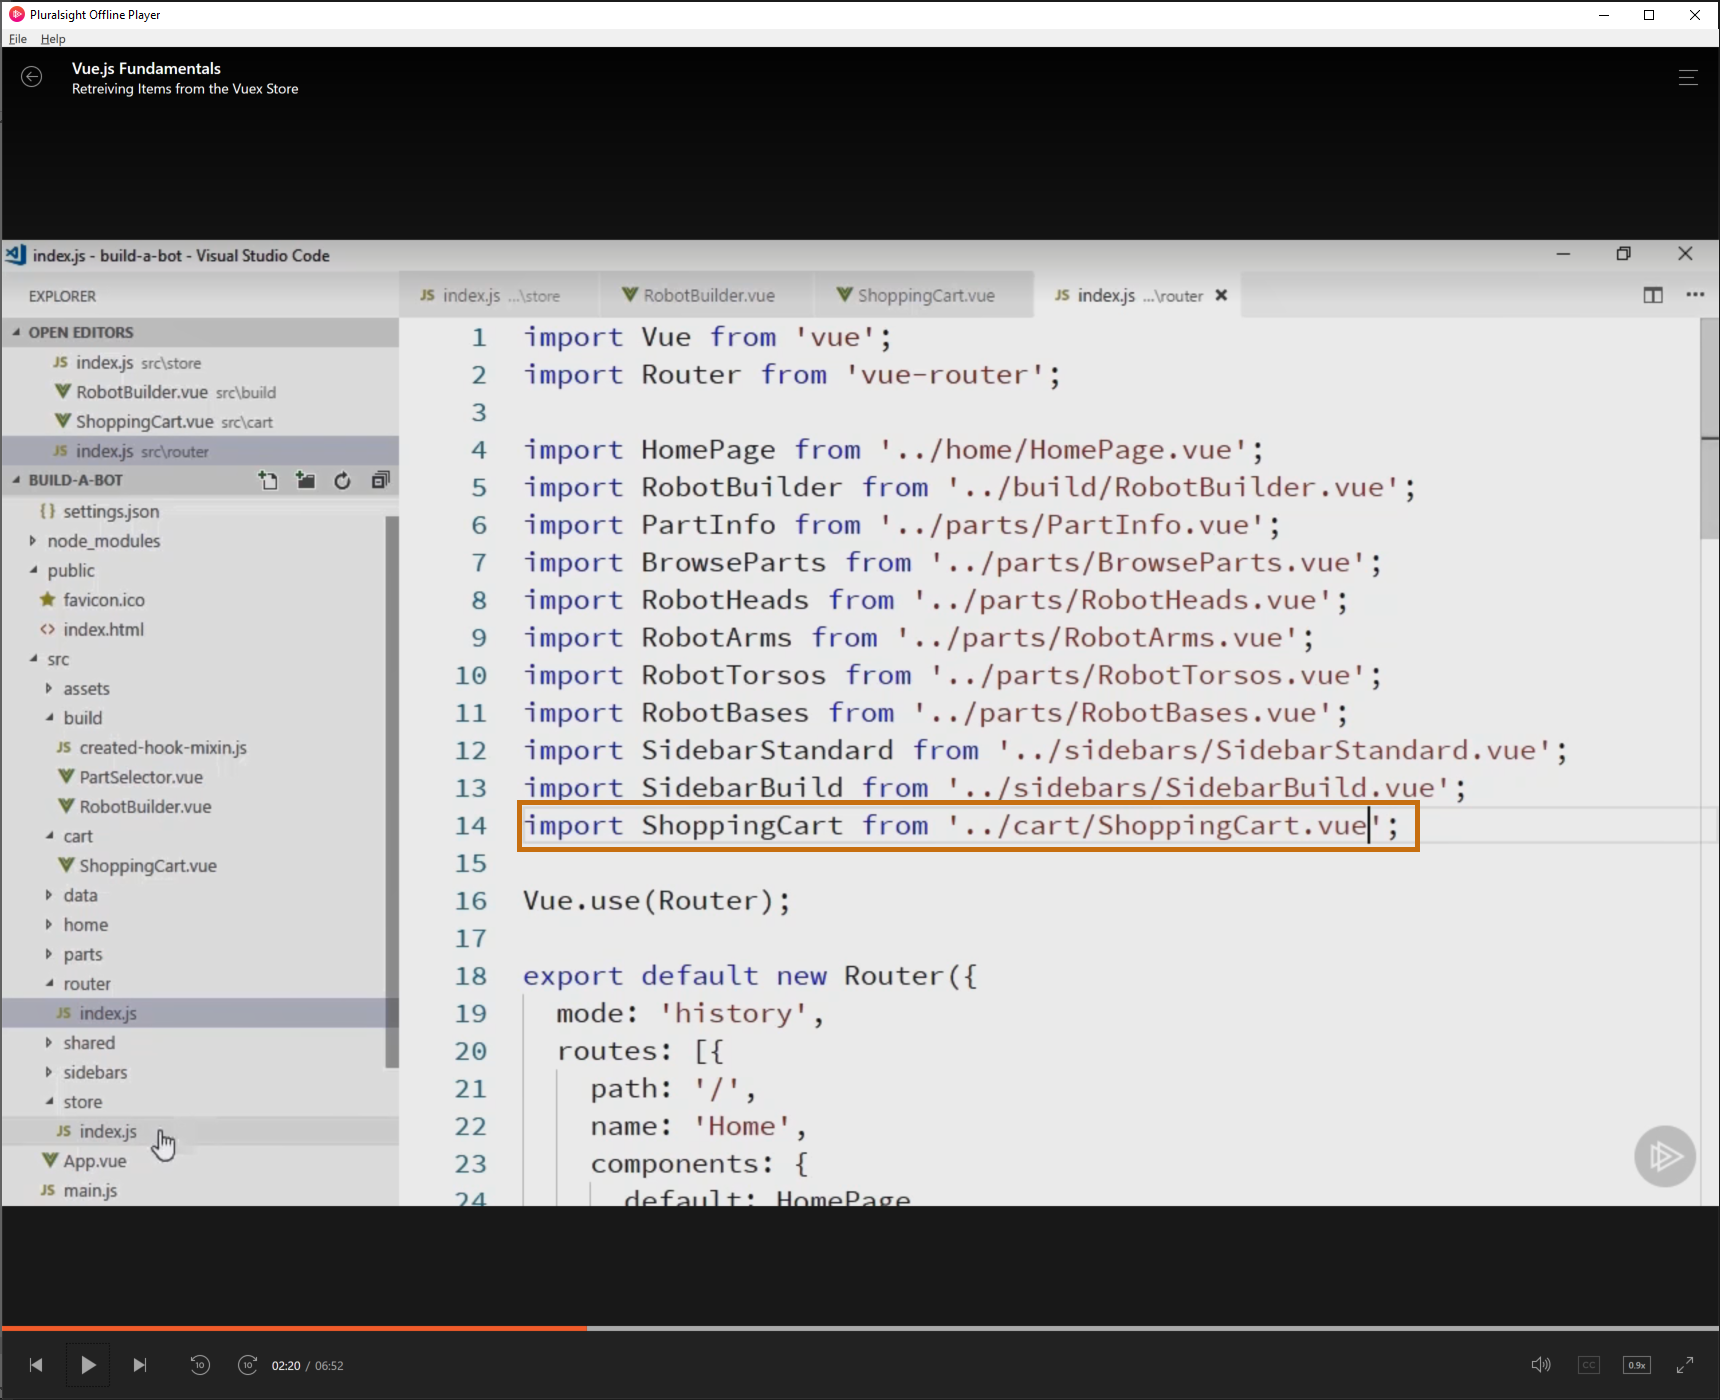 Pluralsight Offline Player
File Help
Vue.js Fundamentals
Retreiving Items from the Vuex Store
index.js - build-a-bot - Visual Studio Code
EXPLORER
OPEN EDITORS
JS index.js src\store
RobotBuilder.vue src\build
ShoppingCart.vue src\cart
JS index.js src\router
BUILD-A-BOT
{} settings.json
node_modules
public
favicon.ico
<> index.html
src
assets
build
JS created-hook-mixin.js
PartSelector.vue
RobotBuilder.vue
cart
ShoppingCart.vue
data
home
parts
router
JS index.js
shared
sidebars
store
JS index.js
App.vue
JS main.js
JS index.js ...\store
RobotBuilder.vue
ShoppingCart.vue
JS index.js ...\router
1 import Vue from 'vue';
2 import Router from 'vue-router';
3
4 import HomePage from '../home/HomePage.vue';
5 import RobotBuilder from '../build/RobotBuilder.vue';
6 import PartInfo from '../parts/PartInfo.vue';
7 import BrowseParts from '../parts/BrowseParts.vue';
8 import RobotHeads from '../parts/RobotHeads.vue';
9 import RobotArms from '../parts/RobotArms.vue';
10 import RobotTorsos from '../parts/RobotTorsos.vue';
11 import RobotBases from '../parts/RobotBases.vue';
12 import SidebarStandard from '../sidebars/SidebarStandard.vue';
13 import SidebarBuild from '../sidebars/SidebarBuild.vue';
14 import ShoppingCart from '../cart/ShoppingCart.vue';
15
16 Vue.use(Router);
17
18 export default new Router({
19 mode: 'history',
20 routes: [{
21 path: '/',
22 name: 'Home',
23 components: {
24 default: HomePage
10
10
02:20 / 06:52
CC
0.9x